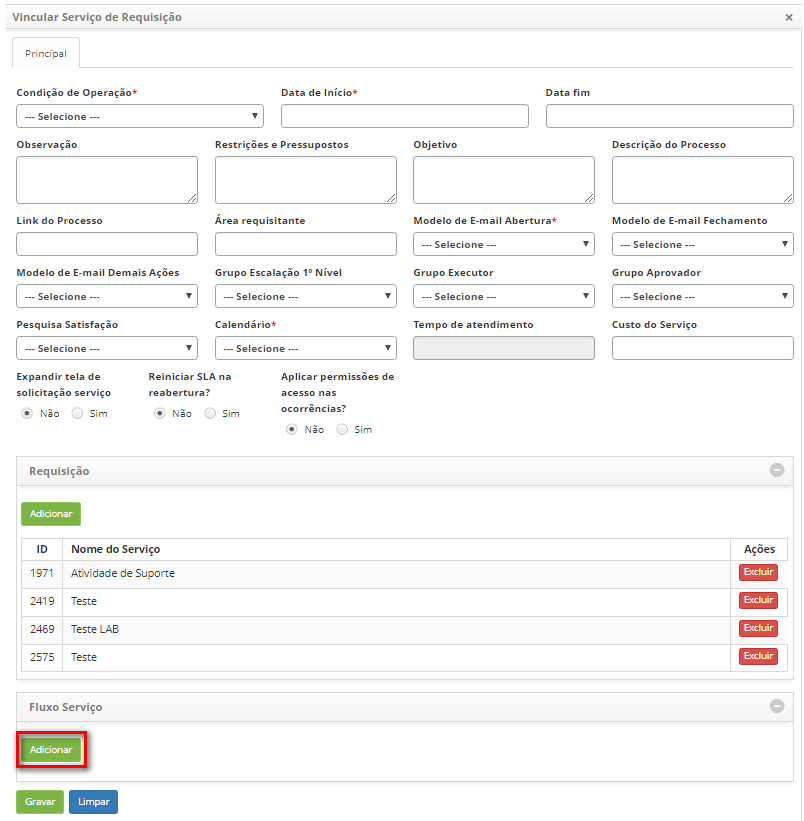 Vincular Serviço de Requisição ×
Principal
Condição de Operação* Data de Início* Data fim
--- Selecione ---
Observação Restrições e Pressupostos Objetivo Descrição do Processo
Link do Processo Área requisitante Modelo de E-mail Abertura* Modelo de E-mail Fechamento
--- Selecione --- --- Selecione ---
Modelo de E-mail Demais Ações Grupo Escalação 1º Nível Grupo Executor Grupo Aprovador
--- Selecione --- --- Selecione --- --- Selecione --- --- Selecione ---
Pesquisa Satisfação Calendário* Tempo de atendimento Custo do Serviço
--- Selecione --- --- Selecione ---
Expandir tela de
solicitação serviço
Não Sim
Reiniciar SLA na
reabertura?
Não Sim
Aplicar permissões de
acesso nas
ocorrências?
Não Sim
Requisição
Adicionar
ID Nome do Serviço Ações
1971 Atividade de Suporte Excluir
2419 Teste Excluir
2469 Teste LAB Excluir
2575 Teste Excluir
Fluxo Serviço
Adicionar
Gravar Limpar